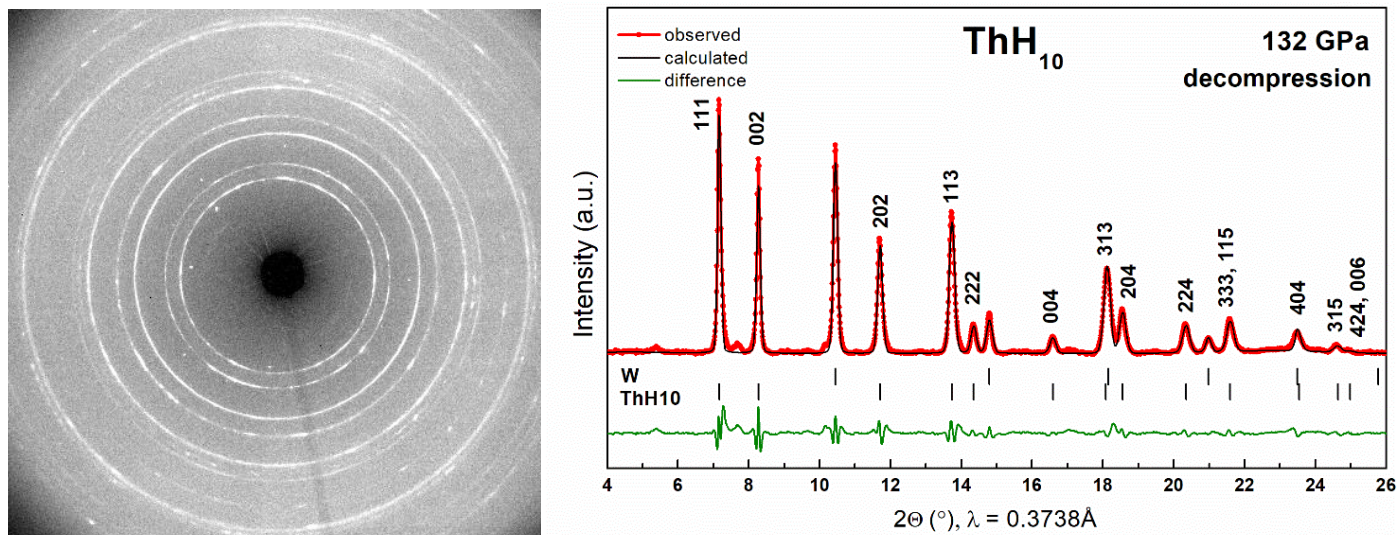 observed
calculated
difference
ThH10
132 GPa
decompression
Intensity (a.u.)
111
002
202
113
222
004
313
204
224
333, 115
404
315
424, 006
W
ThH10
4 6 8 10 12 14 16 18 20 22 24 26
2Θ (°), λ = 0.3738Å